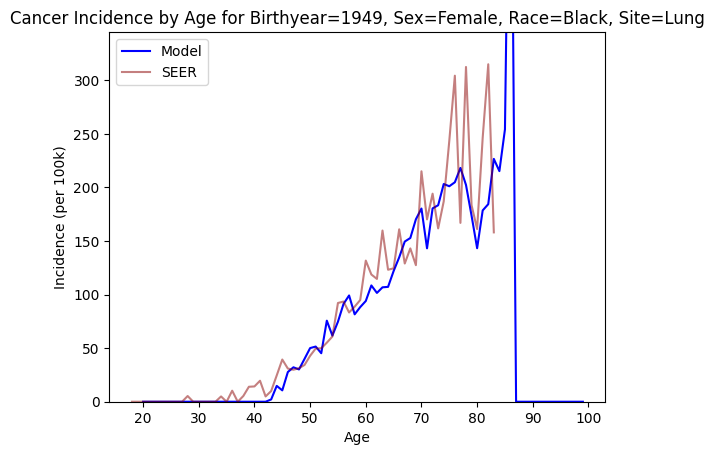 Cancer Incidence by Age for Birthyear=1949, Sex=Female, Race=Black, Site=Lung
Model
SEER
300
250
200
150
100
50
0
Incidence (per 100k)
20 30 40 50 60 70 80 90 100
Age